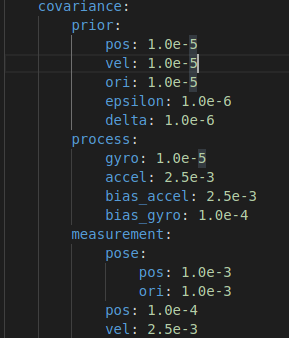 covariance:
prior:
pos: 1.0e-5
vel: 1.0e-5
ori: 1.0e-5
epsilon: 1.0e-6
delta: 1.0e-6
process:
gyro: 1.0e-5
accel: 2.5e-3
bias_accel: 2.5e-3
bias_gyro: 1.0e-4
measurement:
pose:
pos: 1.0e-3
ori: 1.0e-3
pos: 1.0e-4
vel: 2.5e-3